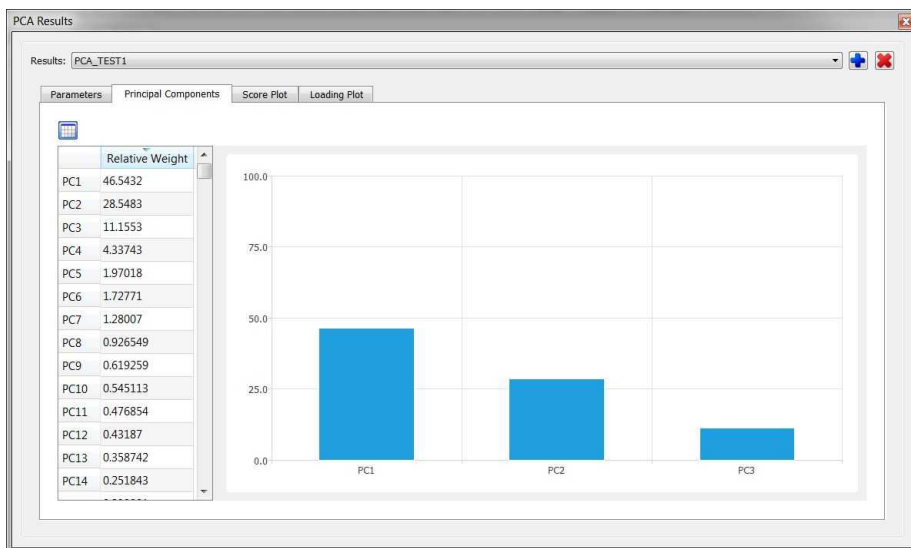 PCA Results
Results: PCA_TEST1
Parameters Principal Components Score Plot Loading Plot
Relative Weight
PC1 46.5432
PC2 28.5483
PC3 11.1553
PC4 4.33743
PC5 1.97018
PC6 1.72771
PC7 1.28007
PC8 0.926549
PC9 0.619259
PC10 0.545113
PC11 0.476854
PC12 0.43187
PC13 0.358742
PC14 0.251843
100.0
75.0
50.0
25.0
0.0
PC1 PC2 PC3